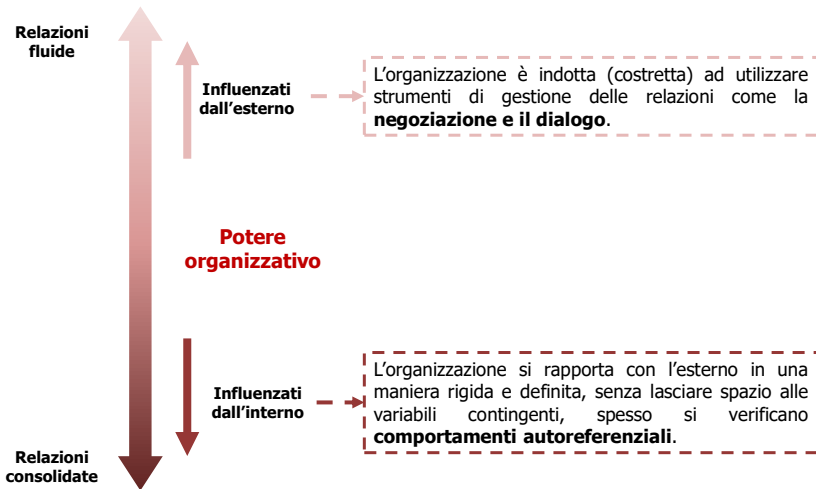 Relazioni
fluide
Influenzati
dall'esterno
L'organizzazione è indotta (costretta) ad utilizzare
strumenti di gestione delle relazioni come la
negoziazione e il dialogo.
Potere
organizzativo
Influenzati
dall'interno
L'organizzazione si rapporta con l'esterno in una
maniera rigida e definita, senza lasciare spazio alle
variabili contingenti, spesso si verificano
comportamenti autoreferenziali.
Relazioni
consolidate